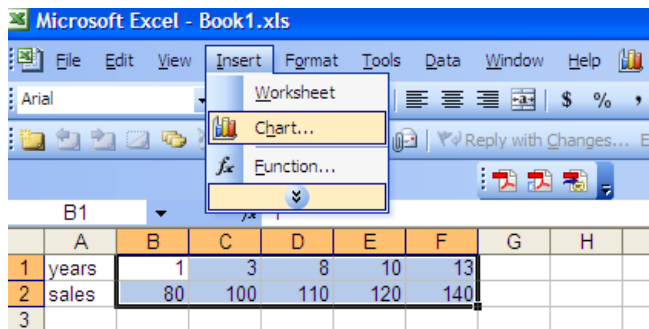 Microsoft Excel - Book1.xls
File Edit View Insert Format Tools Data Window Help
Arial $ % ,
Worksheet
Chart...
Function...
Reply with Changes... E
B1
A B C D E F G H
1 years 1 3 8 10 13
2 sales 80 100 110 120 140
3